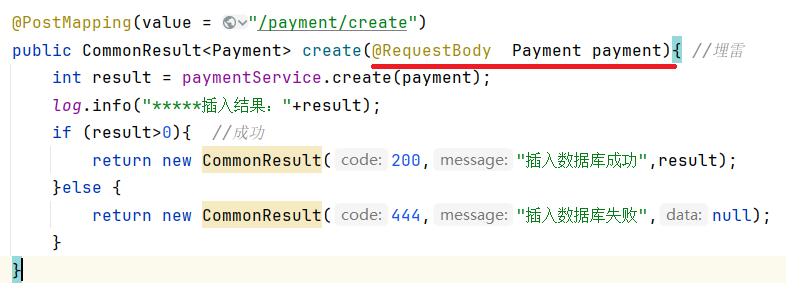 @PostMapping(value = "/payment/create")
public CommonResult<Payment> create(@RequestBody  Payment payment){ //埋雷
    int result = paymentService.create(payment);
    log.info("*****插入结果："+result);
    if (result>0){  //成功
        return new CommonResult( code: 200, message: "插入数据库成功",result);
    }else {
        return new CommonResult( code: 444, message: "插入数据库失败", data: null);
    }
}